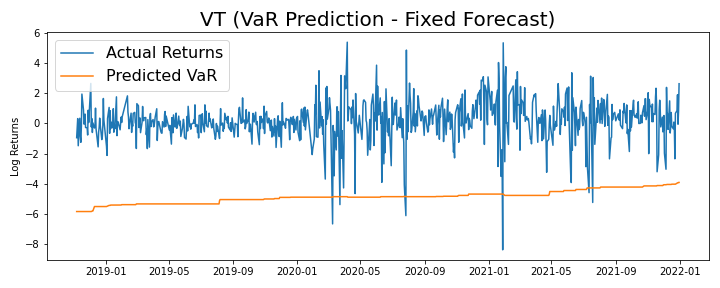 VT (VaR Prediction - Fixed Forecast)
Actual Returns
Predicted VaR
Log Returns
6
4
2
0
−2
−4
−6
−8
2019-01 2019-05 2019-09 2020-01 2020-05 2020-09 2021-01 2021-05 2021-09 2022-01